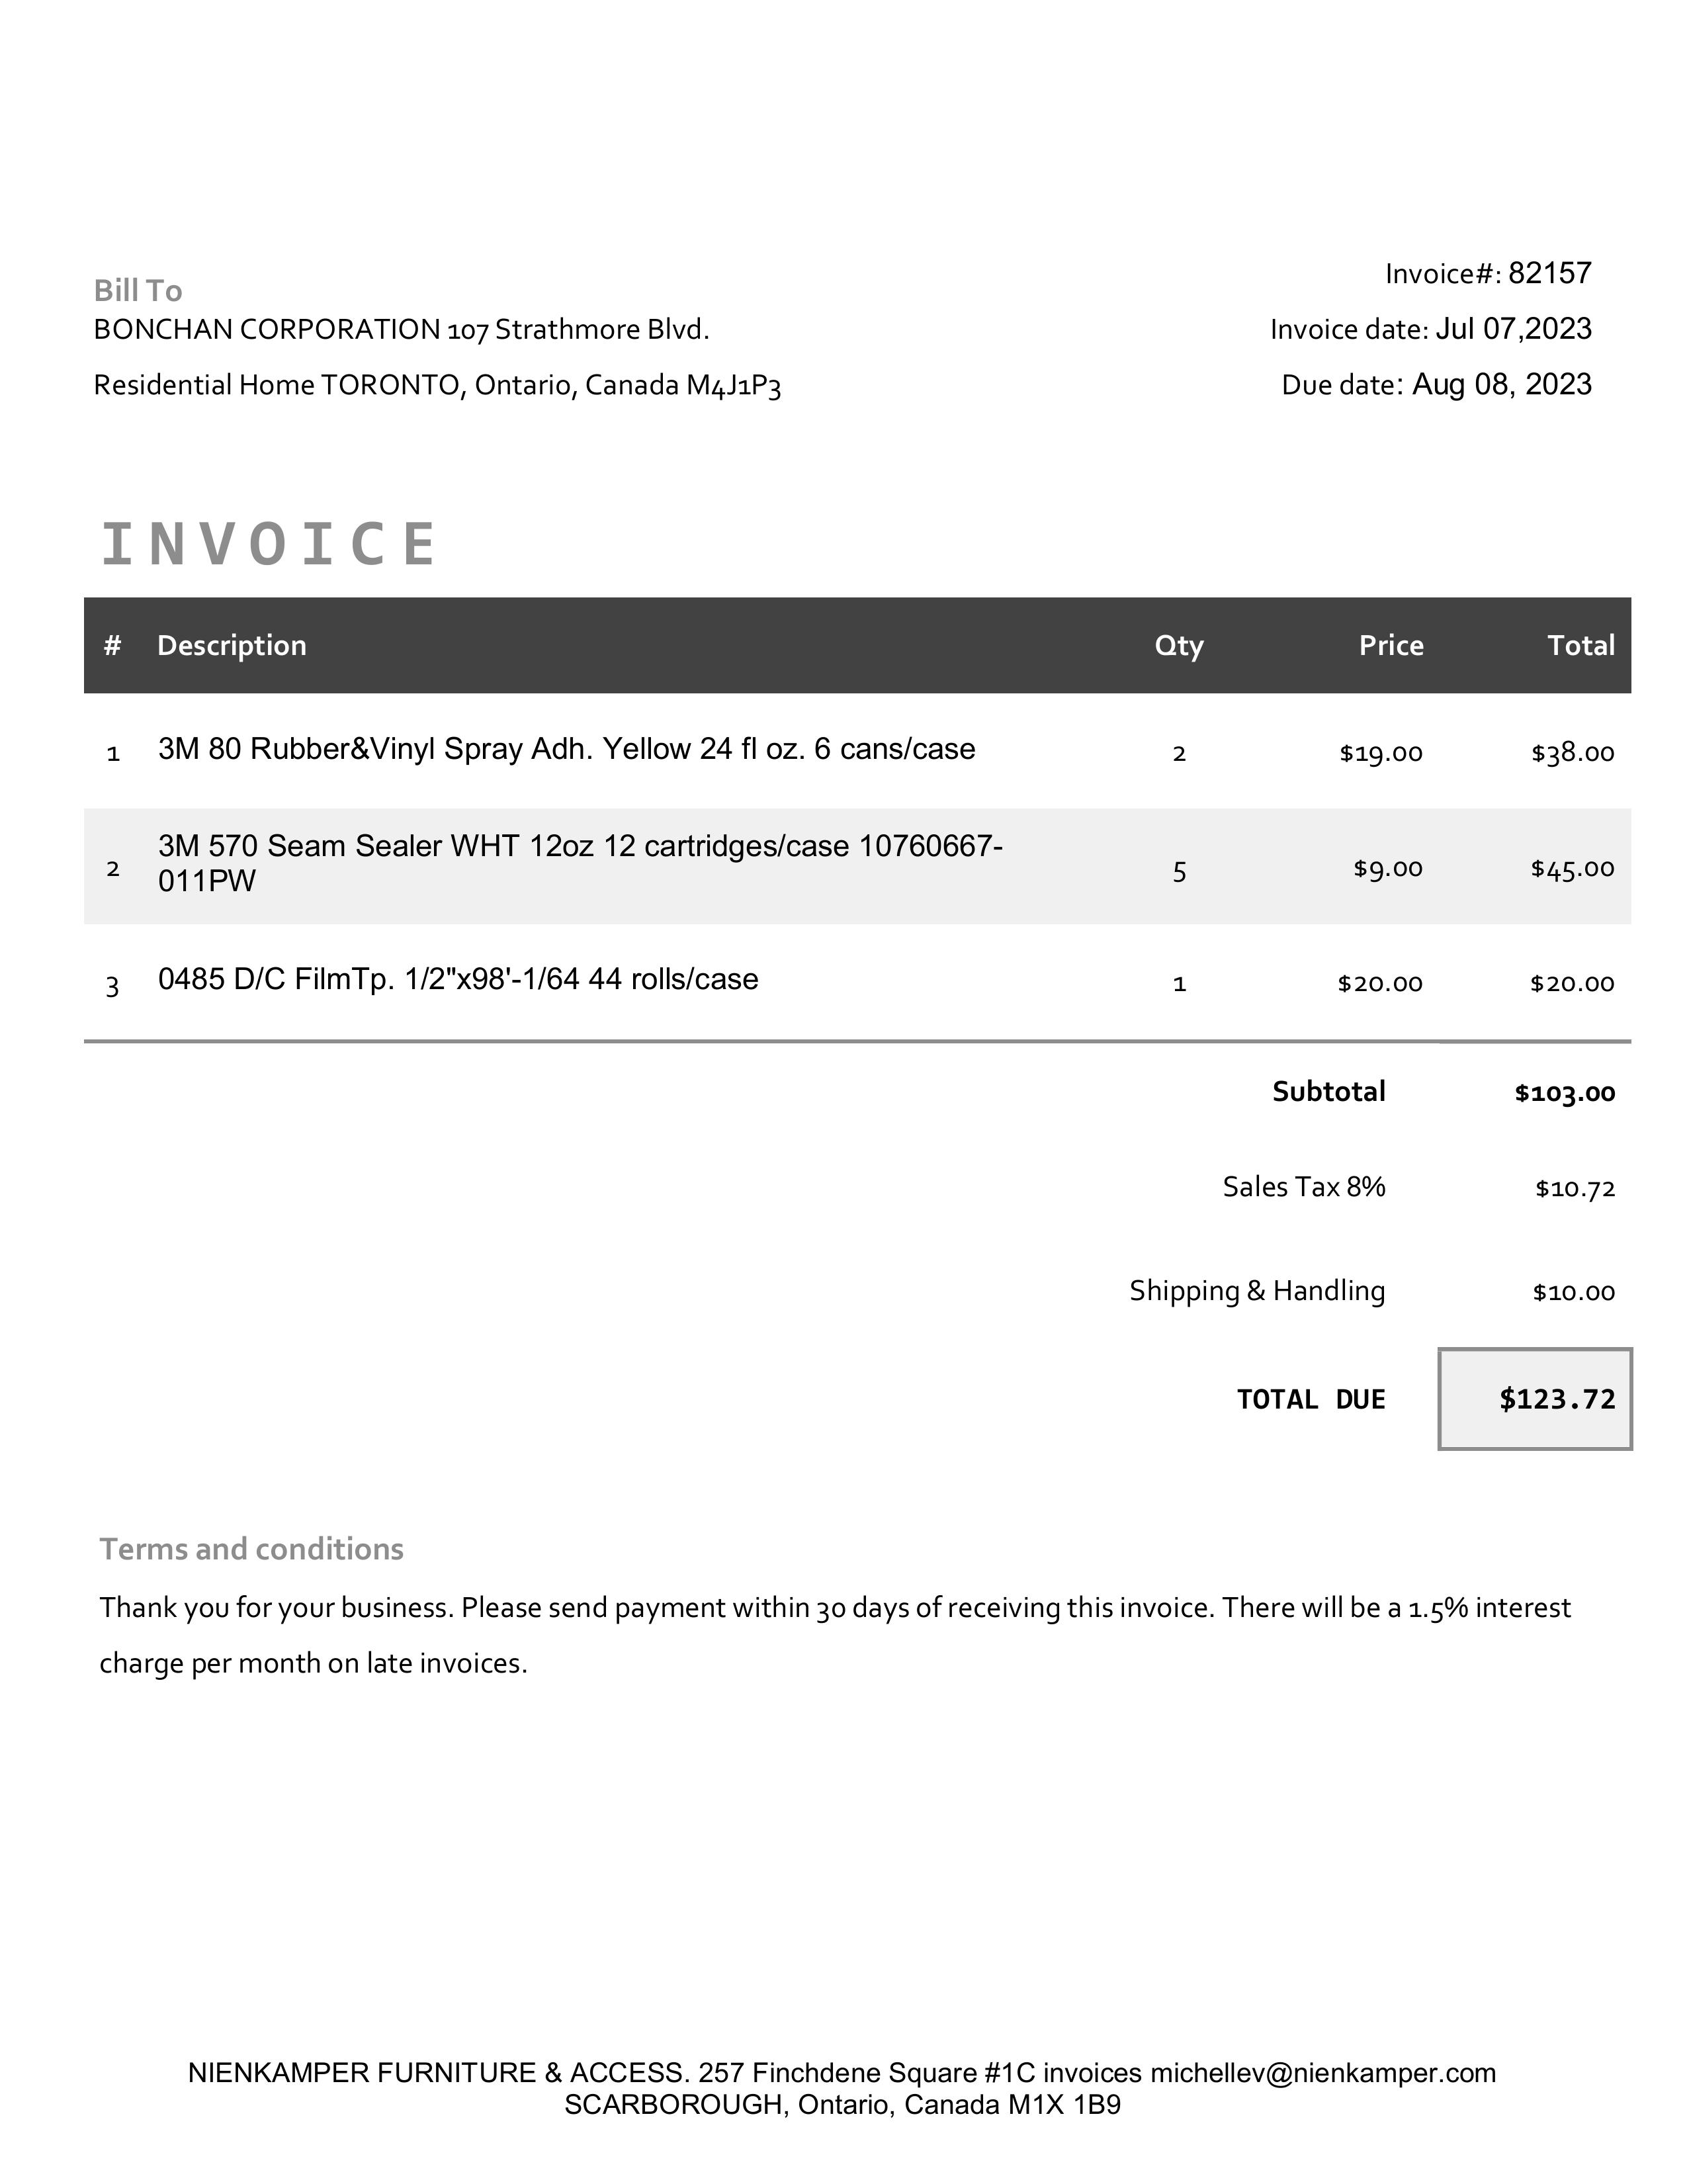 Bill To
BONCHAN CORPORATION 107 Strathmore Blvd.
Residential Home TORONTO, Ontario, Canada M4J1P3
Invoice#: 82157
Invoice date: Jul 07,2023
Due date: Aug 08, 2023
INVOICE
# Description Qty Price Total
1 3M 80 Rubber&Vinyl Spray Adh. Yellow 24 fl oz. 6 cans/case 2 $19.00 $38.00
2 3M 570 Seam Sealer WHT 12oz 12 cartridges/case 10760667-
011PW 5 $9.00 $45.00
3 0485 D/C FilmTp. 1/2"x98'-1/64 44 rolls/case 1 $20.00 $20.00
Subtotal $103.00
Sales Tax 8% $10.72
Shipping & Handling $10.00
TOTAL DUE $123.72
Terms and conditions
Thank you for your business. Please send payment within 30 days of receiving this invoice. There will be a 1.5% interest
charge per month on late invoices.
NIENKAMPER FURNITURE & ACCESS. 257 Finchdene Square #1C invoices michellev@nienkamper.com
SCARBOROUGH, Ontario, Canada M1X 1B9